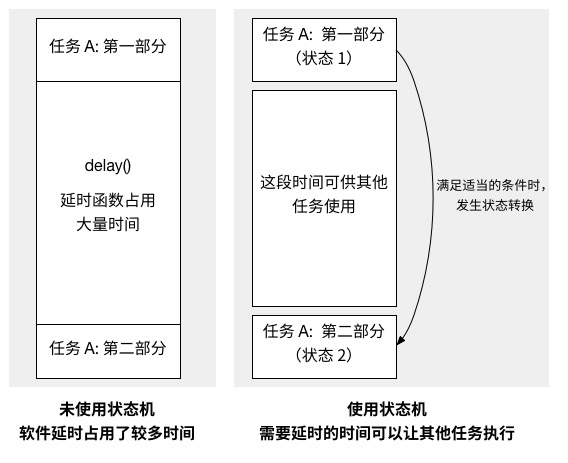 任务 A: 第一部分
delay()
延时函数占用
大量时间
任务 A: 第二部分
未使用状态机
软件延时占用了较多时间
任务 A: 第一部分
（状态 1）
这段时间可供其他
任务使用
满足适当的条件时，
发生状态转换
任务 A: 第二部分
（状态 2）
使用状态机
需要延时的时间可以让其他任务执行